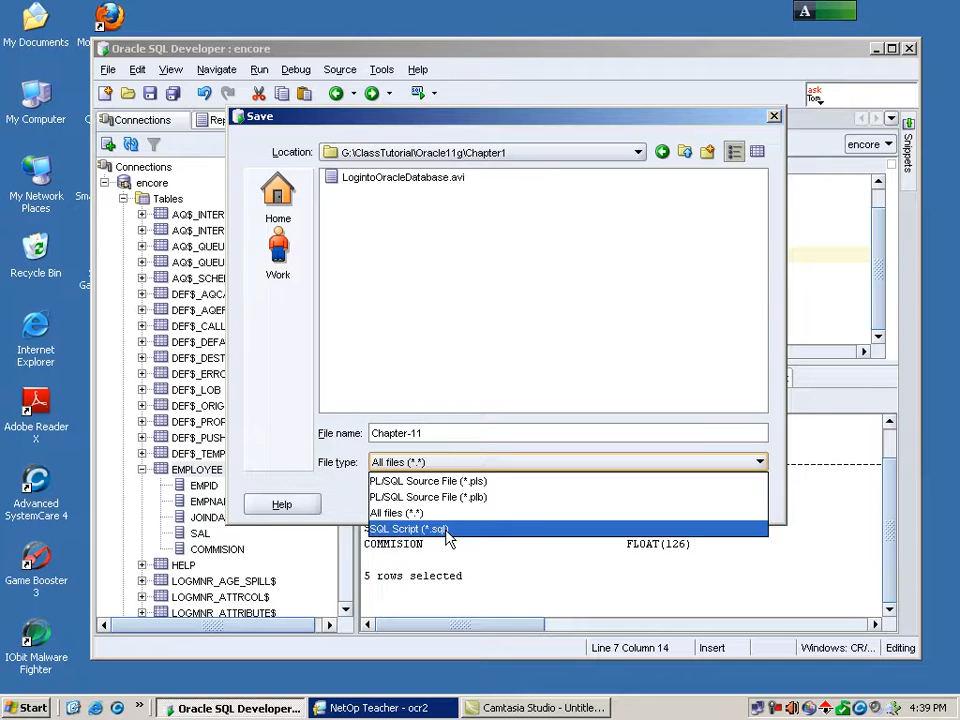 My Documents
A
Oracle SQL Developer : encore
File Edit View Navigate Run Debug Source Tools Help
My Computer
ask
Tom
Connections
encore
Snippets
Save
Location:
G:\ClassTutorial\Oracle11g\Chapter1
LogintoOracleDatabase.avi
Home
Work
Connections
encore
Tables
AQ$_INTER
AQ$_INTER
AQ$_QUEU
AQ$_QUEU
AQ$_SCHE
DEF$_AQCA
DEF$_AQER
DEF$_CALL
DEF$_DEFA
DEF$_DEST
DEF$_ERRO
DEF$_LOB
DEF$_ORIG
DEF$_PROP
DEF$_PUSH
DEF$_TEMP
EMPLOYEE
EMPID
EMPNA
JOINDA
SAL
COMMISION
HELP
LOGMNR_AGE_SPILL$
LOGMNR_ATTRCOL$
LOGMNR_ATTRIBUTE$
My Network
Places
Recycle Bin
Internet
Explorer
Adobe Reader
X
Advanced
SystemCare 4
Game Booster
3
IObit Malware
Fighter
File name:
Chapter-11
File type:
All files (*.*)
PL/SQL Source File (*.pls)
PL/SQL Source File (*.plb)
All files (*.*)
SQL Script (*.sql)
Help
COMMISION FLOAT(126)
5 rows selected
Line 7 Column 14
Insert
Windows: CR/...
Editing
Start
»
Oracle SQL Developer...
NetOp Teacher - ocr2
Camtasia Studio - Untitle...
4:39 PM